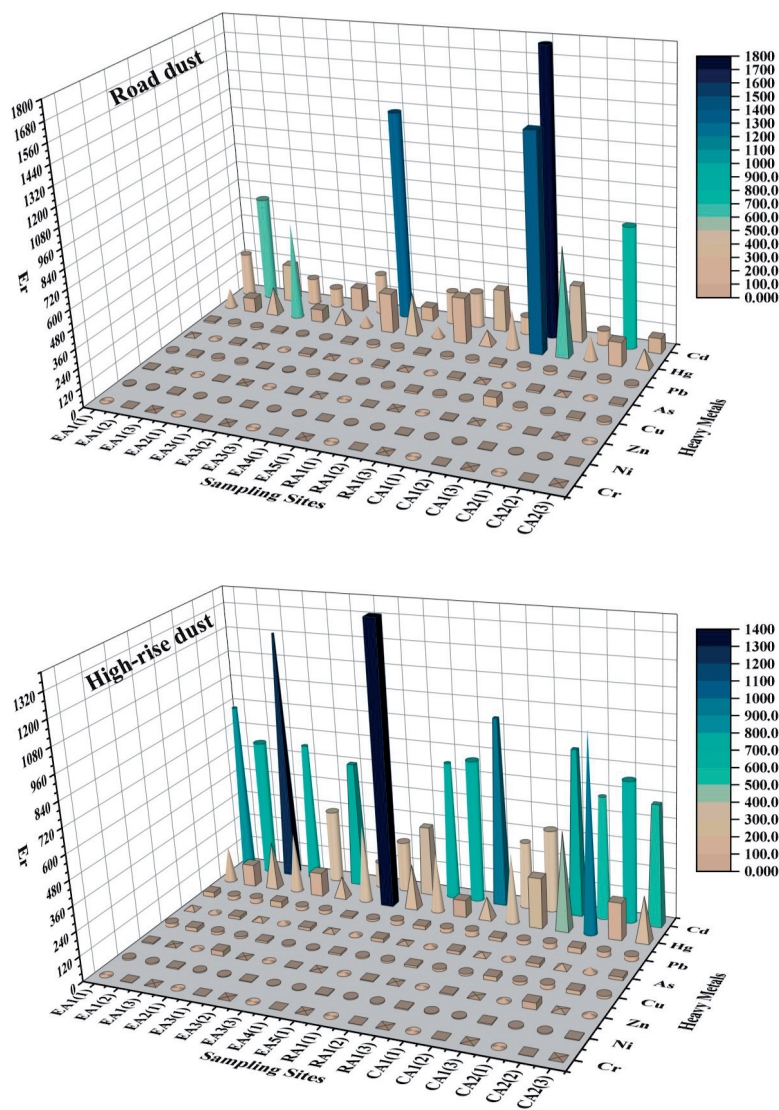 Road dust
1800
1680
1560
1440
1320
1200
1080
960
840
720
600
480
360
240
120
0
Er
EA1(1)
EA1(2)
EA1(3)
EA2(1)
EA3(1)
EA3(2)
EA3(3)
EA4(1)
EA5(1)
RA1(1)
RA1(2)
RA1(3)
CA1(1)
CA1(2)
CA1(3)
CA2(1)
CA2(2)
CA2(3)
Sampling Sites
Cd
Hg
Pb
As
Cu
Zn
Ni
Cr
Heavy Metals
1800
1700
1600
1500
1400
1300
1200
1100
1000
900.0
800.0
700.0
600.0
500.0
400.0
300.0
200.0
100.0
0.000
High-rise dust
1320
1200
1080
960
840
720
600
480
360
240
120
0
Er
EA1(1)
EA1(2)
EA1(3)
EA2(1)
EA3(1)
EA3(2)
EA3(3)
EA4(1)
EA5(1)
RA1(1)
RA1(2)
RA1(3)
CA1(1)
CA1(2)
CA1(3)
CA2(1)
CA2(2)
CA2(3)
Sampling Sites
Cd
Hg
Pb
As
Cu
Zn
Ni
Cr
Heavy Metals
1400
1300
1200
1100
1000
900.0
800.0
700.0
600.0
500.0
400.0
300.0
200.0
100.0
0.000